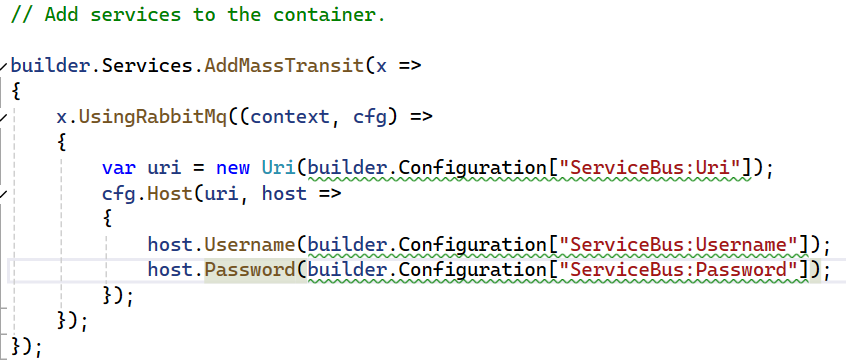 // Add services to the container.
builder.Services.AddMassTransit(x =>
{
    x.UsingRabbitMq((context, cfg) =>
    {
        var uri = new Uri(builder.Configuration["ServiceBus:Uri"]);
        cfg.Host(uri, host =>
        {
            host.Username(builder.Configuration["ServiceBus:Username"]);
            host.Password(builder.Configuration["ServiceBus:Password"]);
        });
    });
});